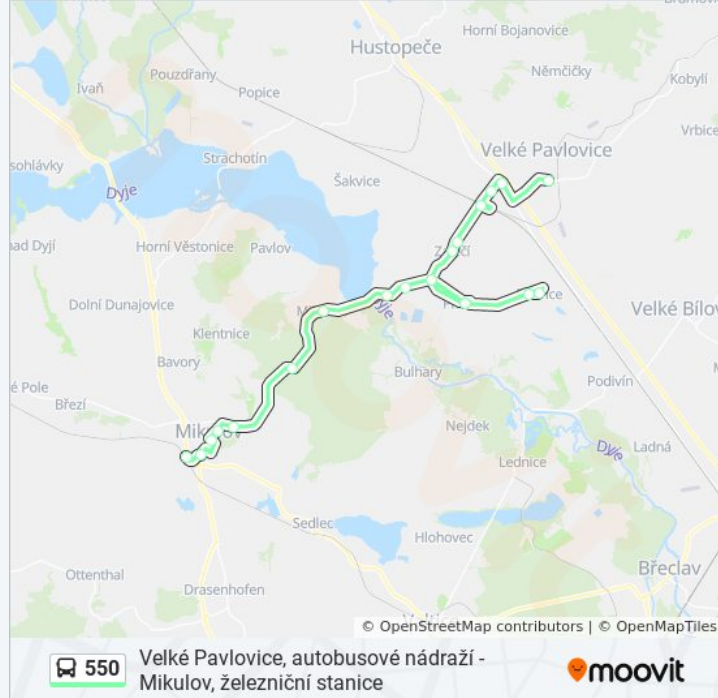 Horní Bojanovice
Hustopeče
Pouzdřany
Němčičky
Ivaň
Kobylí
Popice
Vrbice
Velké Pavlovice
Strachotín
Šakvice
Dyje
Horní Věstonice
Pavlov
Dolní Dunajovice
Velké Bílov
Klentnice
Bavory
Bulhary
Podivín
Březí
Nejdek
Ladná
Lednice
Dyje
Sedlec
Hlohovec
Břeclav
Ottenthal
Drasenhofen
© OpenStreetMap contributors | © OpenMapTiles
550
Velké Pavlovice, autobusové nádraží -
Mikulov, železniční stanice
moovit